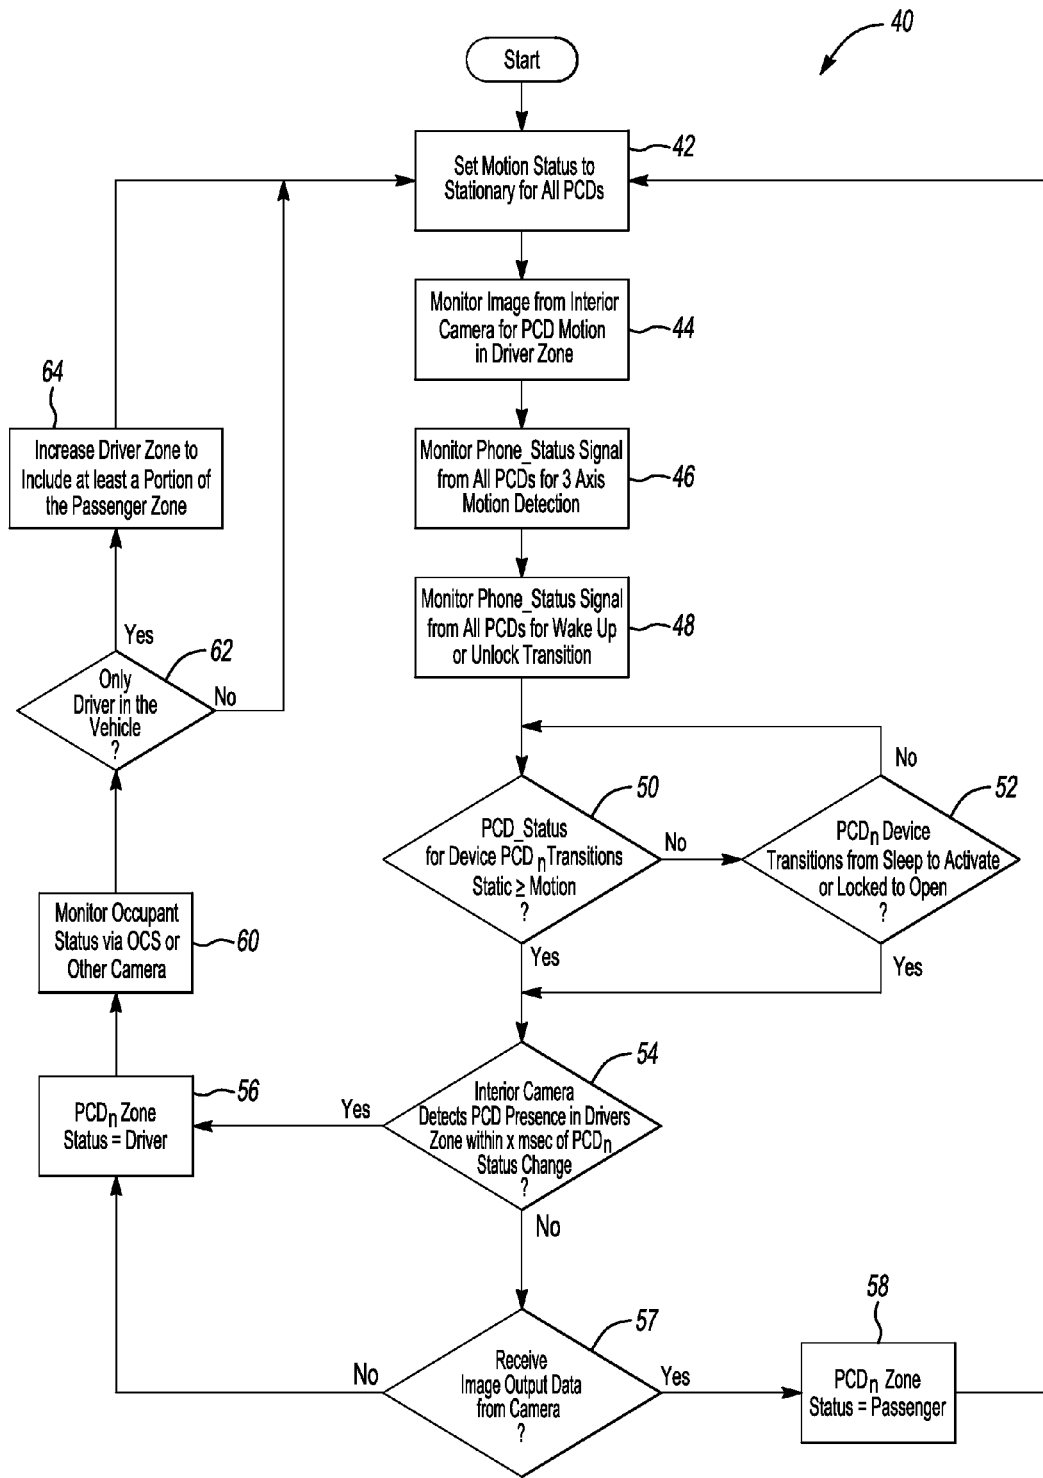 40
Start
Set Motion Status to
Stationary for All PCDs
42
Monitor Image from Interior
Camera for PCD Motion
in Driver Zone
44
64
Increase Driver Zone to
Include at least a Portion of
the Passenger Zone
Monitor Phone_Status Signal
from All PCDs for 3 Axis
Motion Detection
46
Monitor Phone_Status Signal
from All PCDs for Wake Up
or Unlock Transition
48
Yes
62
Only
Driver in the
Vehicle
?
No
50
PCD_Status
for Device PCDn Transitions
Static ≥ Motion
?
No
Yes
No
52
PCDn Device
Transitions from Sleep to Activate
or Locked to Open
?
Yes
Monitor Occupant
Status via OCS or
Other Camera
60
54
Interior Camera
Detects PCD Presence in Drivers
Zone within x msec of PCDn
Status Change
?
Yes
No
56
PCDn Zone
Status = Driver
57
Receive
Image Output Data
from Camera
?
No
Yes
58
PCDn Zone
Status = Passenger